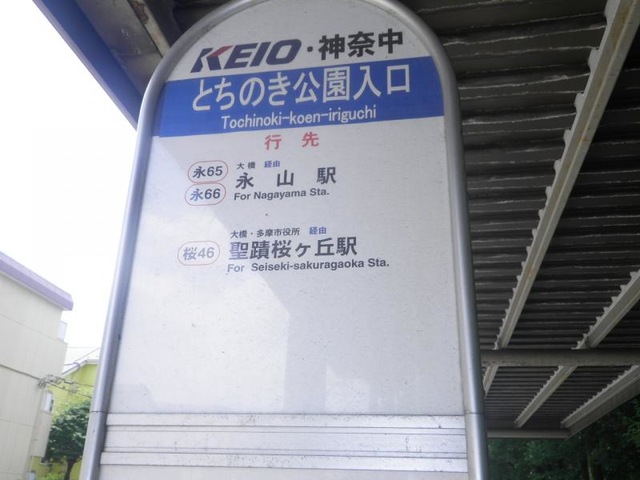 KEIO・神奈中
とちのき公園入口
Tochinoki-koen-iriguchi
行先
永65
永66
大橋 経由
永山駅
For Nagayama Sta.
桜46
大橋・多摩市役所 経由
聖蹟桜ヶ丘駅
For Seiseki-sakuragaoka Sta.